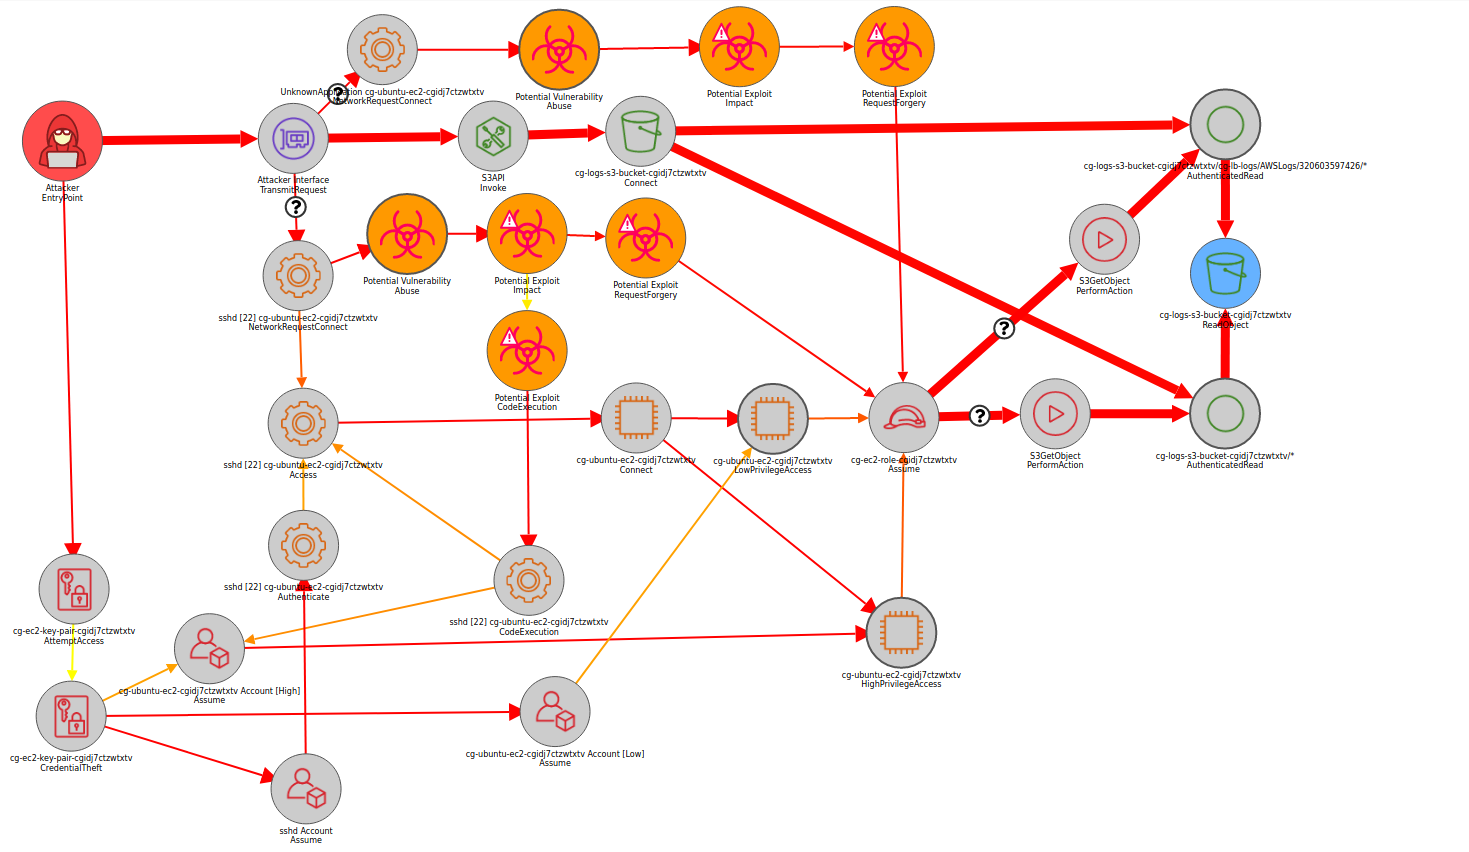 UnknownApplication cg-ubuntu-ec2-cgidj7ctzwtxtv
NetworkRequestConnect
Potential Vulnerability
Abuse
Potential Exploit
Impact
Potential Exploit
RequestForgery
Attacker
EntryPoint
?
Attacker Interface
TransmitRequest
S3API
Invoke
cg-logs-s3-bucket-cgidj7ctzwtxtv
Connect
cg-logs-s3-bucket-cgidj7ctzwtxtv/cg-lb-logs/AWSLogs/320603597426/*
AuthenticatedRead
?
sshd [22] cg-ubuntu-ec2-cgidj7ctzwtxtv
NetworkRequestConnect
Potential Vulnerability
Abuse
Potential Exploit
Impact
Potential Exploit
RequestForgery
S3GetObject
PerformAction
cg-logs-s3-bucket-cgidj7ctzwtxtv
ReadObject
?
Potential Exploit
CodeExecution
sshd [22] cg-ubuntu-ec2-cgidj7ctzwtxtv
Access
cg-ubuntu-ec2-cgidj7ctzwtxtv
Connect
cg-ubuntu-ec2-cgidj7ctzwtxtv
LowPrivilegeAccess
cg-ec2-role-cgidj7ctzwtxtv
Assume
?
S3GetObject
PerformAction
cg-logs-s3-bucket-cgidj7ctzwtxtv/*
AuthenticatedRead
sshd [22] cg-ubuntu-ec2-cgidj7ctzwtxtv
Authenticate
sshd [22] cg-ubuntu-ec2-cgidj7ctzwtxtv
CodeExecution
cg-ec2-key-pair-cgidj7ctzwtxtv
AttemptAccess
cg-ubuntu-ec2-cgidj7ctzwtxtv Account [High]
Assume
cg-ubuntu-ec2-cgidj7ctzwtxtv
HighPrivilegeAccess
cg-ec2-key-pair-cgidj7ctzwtxtv
CredentialTheft
cg-ubuntu-ec2-cgidj7ctzwtxtv Account [Low]
Assume
sshd Account
Assume